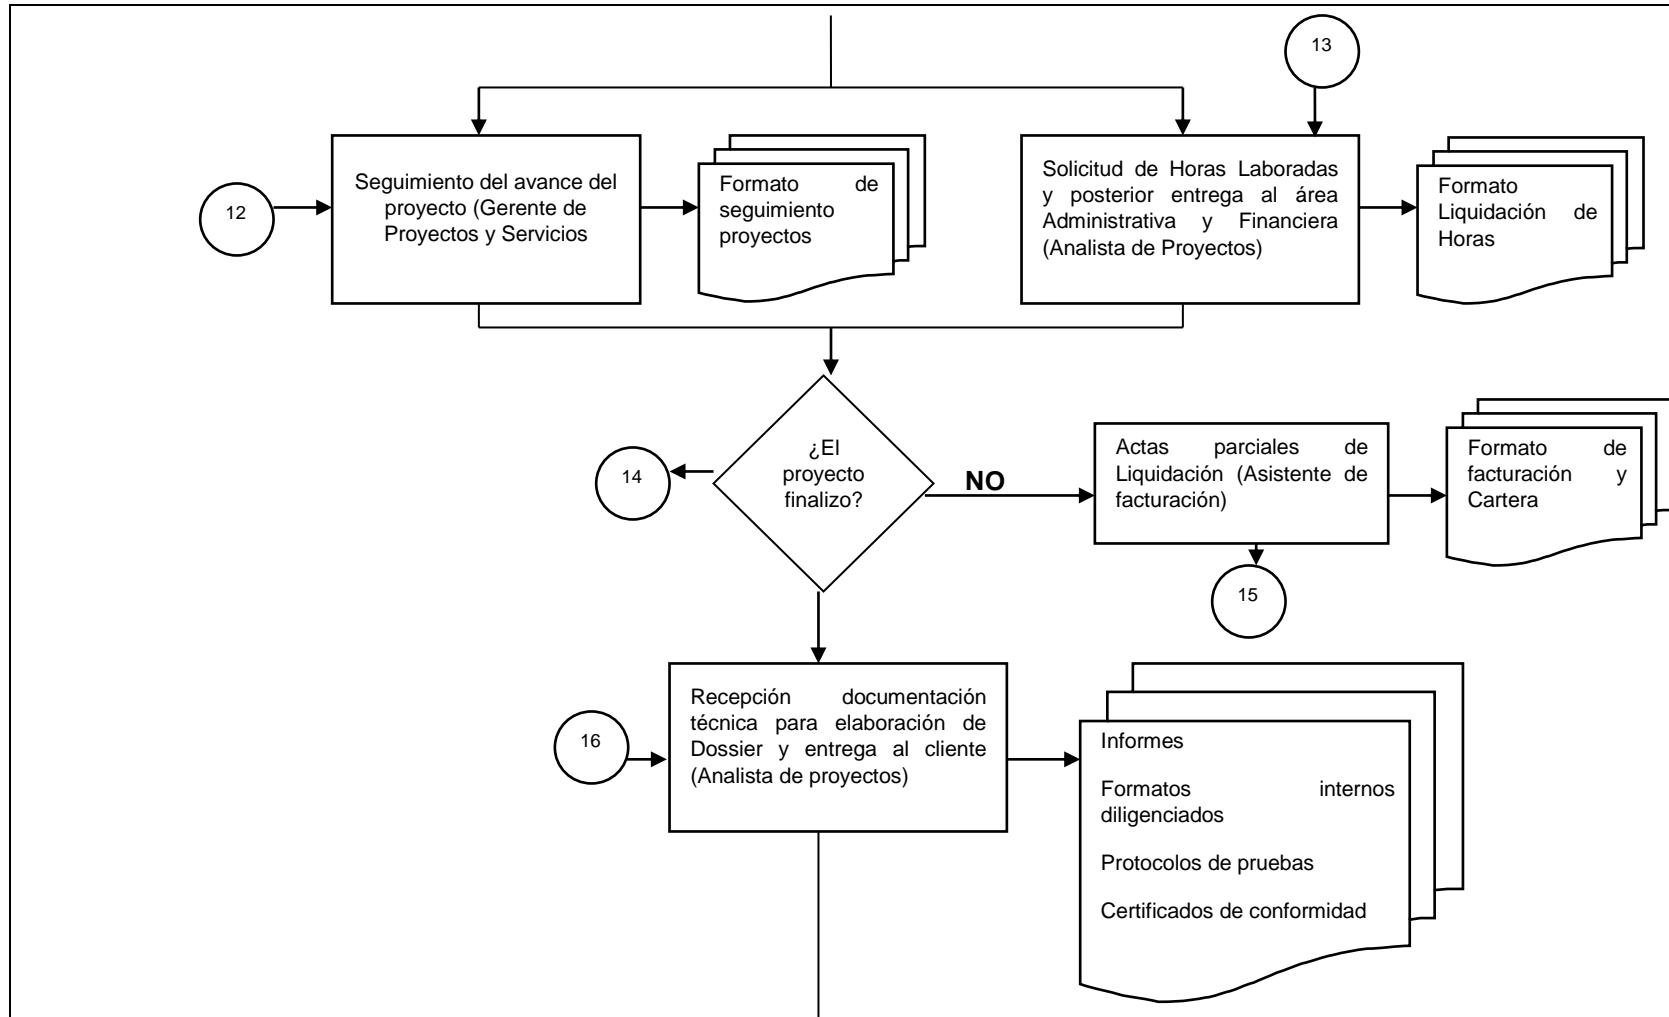 13
12
Seguimiento del avance del
proyecto (Gerente de
Proyectos y Servicios
Formato de
seguimiento
proyectos
Solicitud de Horas Laboradas
y posterior entrega al área
Administrativa y Financiera
(Analista de Proyectos)
Formato
Liquidación de
Horas
14
¿El
proyecto
finalizo?
NO
Actas parciales de
Liquidación (Asistente de
facturación)
Formato de
facturación y
Cartera
15
16
Recepción documentación
técnica para elaboración de
Dossier y entrega al cliente
(Analista de proyectos)
Informes
Formatos internos
diligenciados
Protocolos de pruebas
Certificados de conformidad